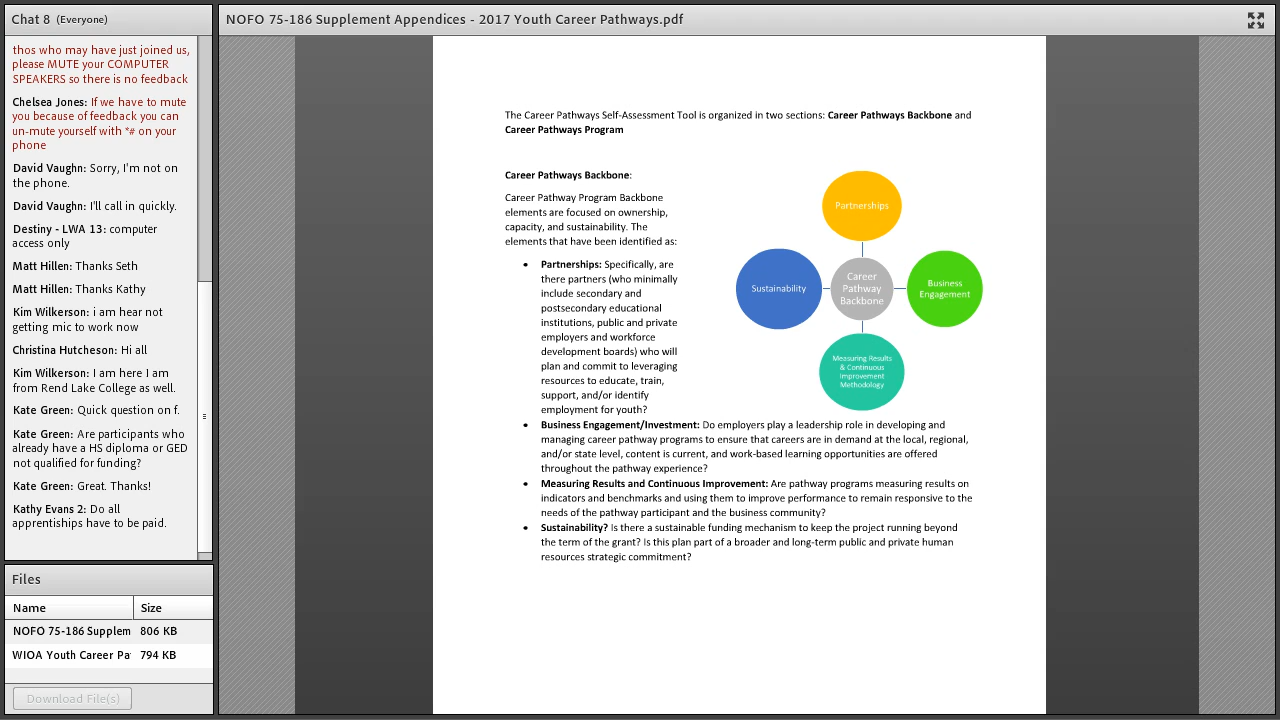 Chat 8 (Everyone)
thos who may have just joined us,
please MUTE your COMPUTER
SPEAKERS so there is no feedback
Chelsea Jones: If we have to mute
you because of feedback you can
un-mute yourself with *# on your
phone
David Vaughn: Sorry, I'm not on
the phone.
David Vaughn: I'll call in quickly.
Destiny - LWA 13: computer
access only
Matt Hillen: Thanks Seth
Matt Hillen: Thanks Kathy
Kim Wilkerson: i am hear not
getting mic to work now
Christina Hutcheson: Hi all
Kim Wilkerson: I am here I am
from Rend Lake College as well
Kate Green: Quick question on f.
Kate Green: Are participants who
already have a HS diploma or GED
not qualified for funding?
Kate Green: Great. Thanks!
Kathy Evans 2: Do all
apprentiships have to be paid.
Files
Name Size
NOFO 75-186 Supplem 806 KB
WIOA Youth Career Pa 794 KB
Download File(s)
NOFO 75-186 Supplement Appendices - 2017 Youth Career Pathways.pdf
The Career Pathways Self-Assessment Tool is organized in two sections: Career Pathways Backbone and
Career Pathways Program
Career Pathways Backbone:
Career Pathway Program Backbone
elements are focused on ownership,
capacity, and sustainability. The
elements that have been identified as:
• Partnerships: Specifically, are
there partners (who minimally
include secondary and
postsecondary educational
institutions, public and private
employers and workforce
development boards) who will
plan and commit to leveraging
resources to educate, train,
support, and/or identify
employment for youth?
Partnerships
Sustainability
Career
Pathway
Backbone
Business
Engagement
Measuring Results
& Continuous
Improvement
Methodology
• Business Engagement/Investment: Do employers play a leadership role in developing and
managing career pathway programs to ensure that careers are in demand at the local, regional,
and/or state level, content is current, and work-based learning opportunities are offered
throughout the pathway experience?
• Measuring Results and Continuous Improvement: Are pathway programs measuring results on
indicators and benchmarks and using them to improve performance to remain responsive to the
needs of the pathway participant and the business community?
• Sustainability? Is there a sustainable funding mechanism to keep the project running beyond
the term of the grant? Is this plan part of a broader and long-term public and private human
resources strategic commitment?